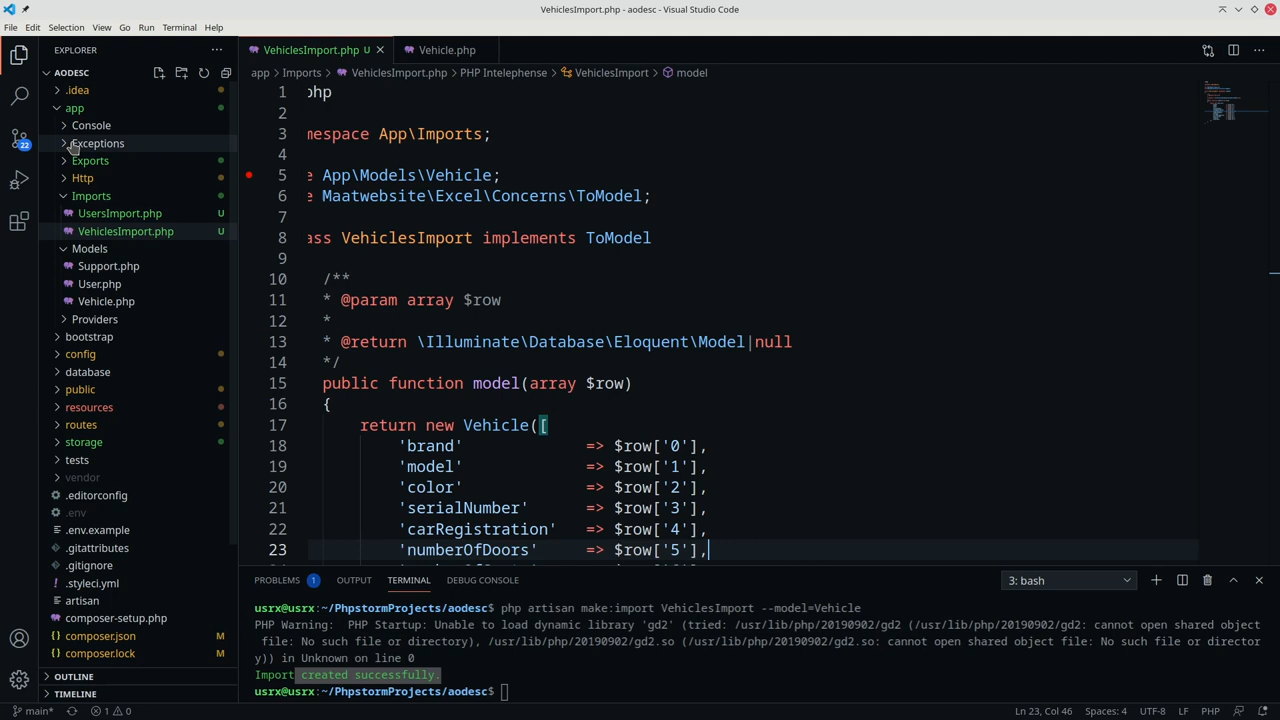 VehiclesImport.php - aodesc - Visual Studio Code
File Edit Selection View Go Run Terminal Help
EXPLORER
AODESC
.idea
app
Console
Exceptions
Exports
Http
Imports
UsersImport.php U
VehiclesImport.php U
Models
Support.php
User.php
Vehicle.php
Providers
bootstrap
config
database
public
resources
routes
storage
tests
vendor
.editorconfig
.env
.env.example
.gitattributes
.gitignore
.styleci.yml
artisan
composer-setup.php
composer.json M
composer.lock M
OUTLINE
TIMELINE
22
VehiclesImport.php U
Vehicle.php
app > Imports > VehiclesImport.php > PHP Intelephense > VehiclesImport > model
1 php
2
3 mespace App\Imports;
4
5 e App\Models\Vehicle;
6 e Maatwebsite\Excel\Concerns\ToModel;
7
8 ass VehiclesImport implements ToModel
9
10 /**
11 * @param array $row
12 *
13 * @return \Illuminate\Database\Eloquent\Model|null
14 */
15 public function model(array $row)
16 {
17 return new Vehicle([
18 'brand' => $row['0'],
19 'model' => $row['1'],
20 'color' => $row['2'],
21 'serialNumber' => $row['3'],
22 'carRegistration' => $row['4'],
23 'numberOfDoors' => $row['5'],
PROBLEMS 1 OUTPUT TERMINAL DEBUG CONSOLE
3: bash
usrx@usrx:~/PhpstormProjects/aodesc$ php artisan make:import VehiclesImport --model=Vehicle
PHP Warning:  PHP Startup: Unable to load dynamic library 'gd2' (tried: /usr/lib/php/20190902/gd2 (/usr/lib/php/20190902/gd2: cannot open shared object
file: No such file or directory), /usr/lib/php/20190902/gd2.so (/usr/lib/php/20190902/gd2.so: cannot open shared object file: No such file or director
y)) in Unknown on line 0
Import created successfully.
usrx@usrx:~/PhpstormProjects/aodesc$
main* 1 0
Ln 23, Col 46 Spaces: 4 UTF-8 LF PHP